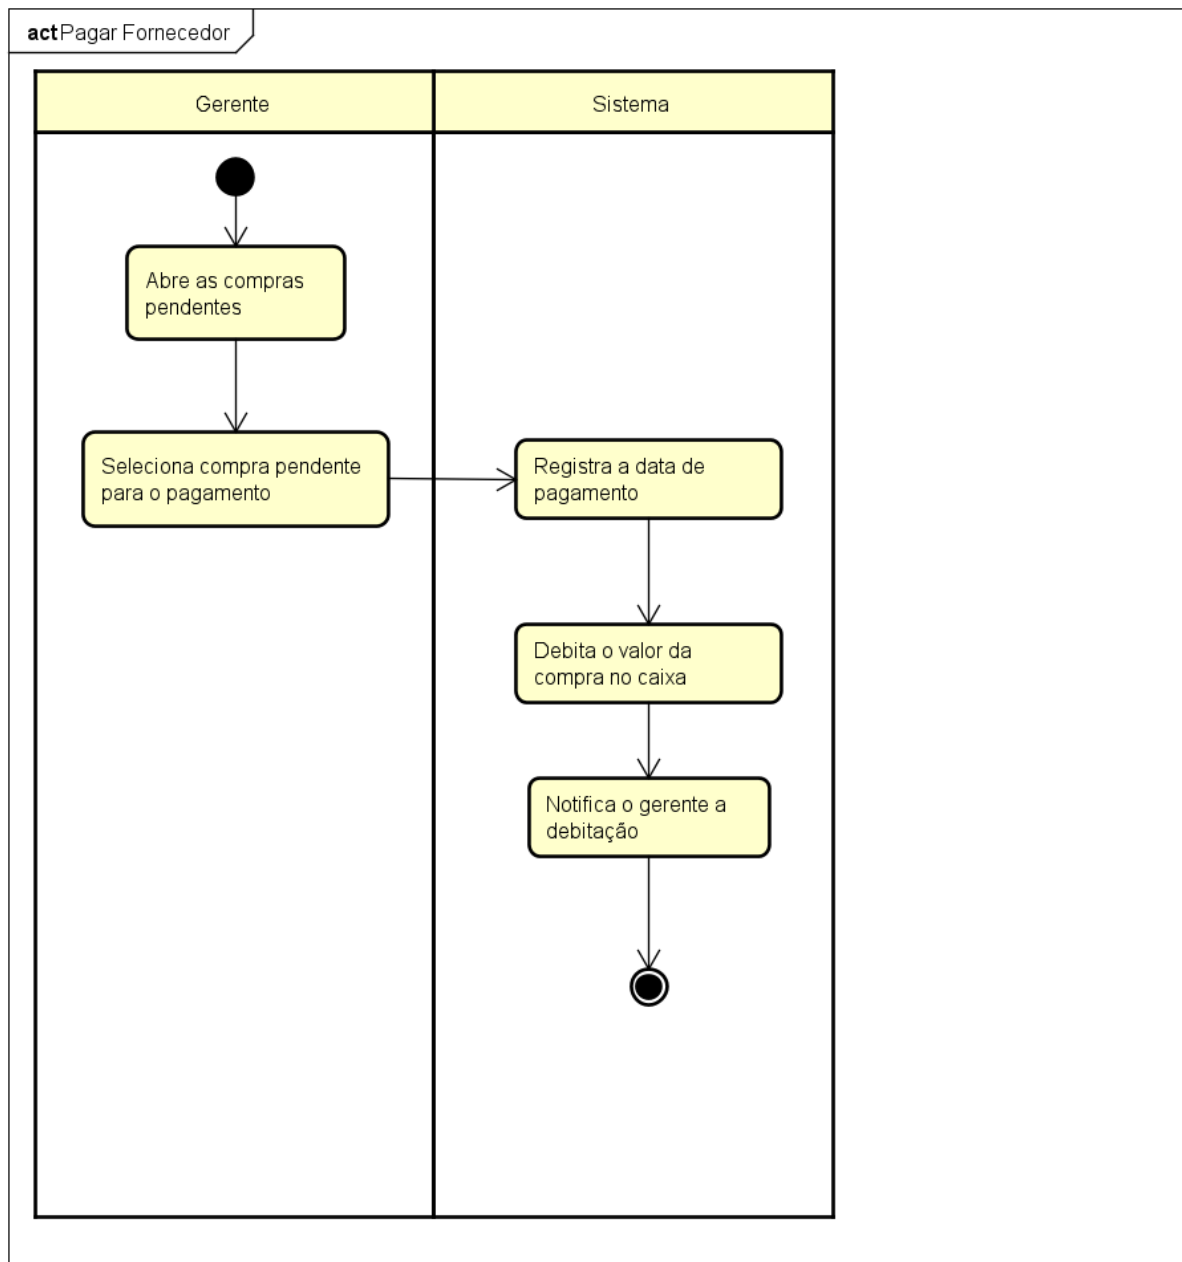 act Pagar Fornecedor
Gerente
Sistema
Abre as compras
pendentes
Seleciona compra pendente
para o pagamento
Registra a data de
pagamento
Debita o valor da
compra no caixa
Notifica o gerente a
debitação